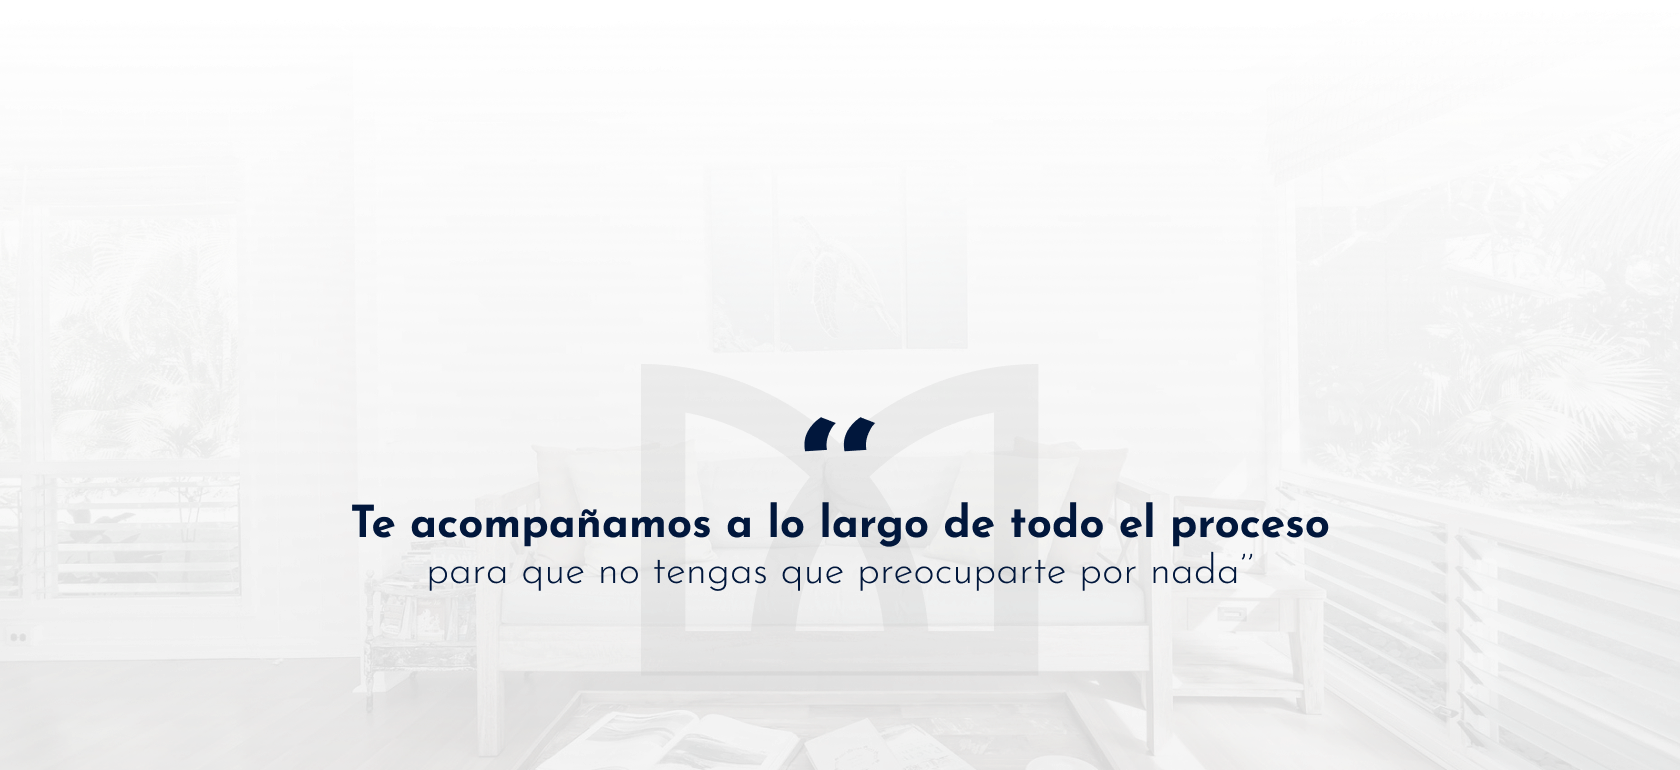 “
Te acompañamos a lo largo de todo el proceso
para que no tengas que preocuparte por nada”